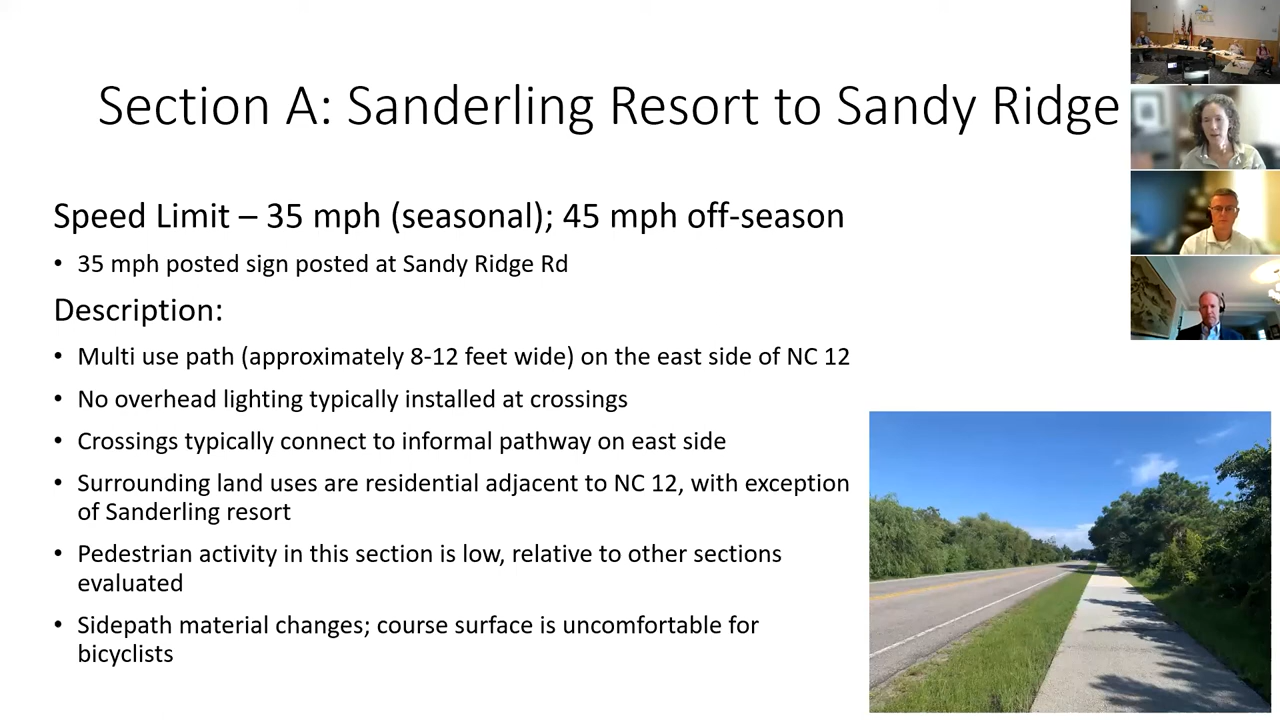 Section A: Sanderling Resort to Sandy Ridge
Speed Limit – 35 mph (seasonal); 45 mph off-season
• 35 mph posted sign posted at Sandy Ridge Rd
Description:
• Multi use path (approximately 8-12 feet wide) on the east side of NC 12
• No overhead lighting typically installed at crossings
• Crossings typically connect to informal pathway on east side
• Surrounding land uses are residential adjacent to NC 12, with exception
of Sanderling resort
• Pedestrian activity in this section is low, relative to other sections
evaluated
• Sidepath material changes; course surface is uncomfortable for
bicyclists